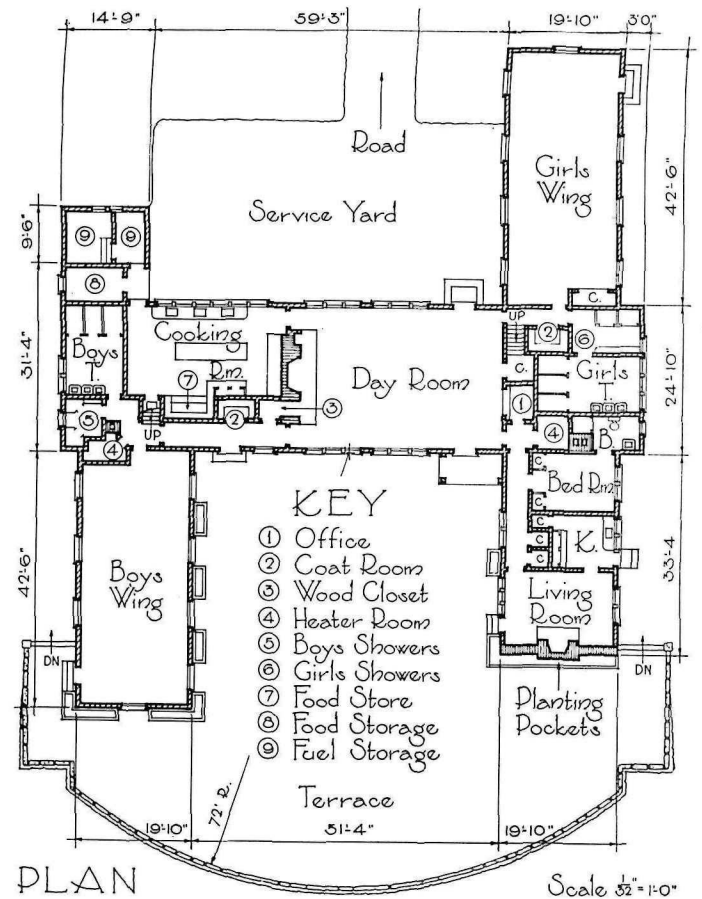 14'-9"
59'-3"
19'-10"
3'0"
Road
Girls
Wing
42'-6"
Service Yard
9'-6"
9
9
8
31'-4"
Cooking
Rm.
Boys
T.
7
Day Room
3
UP
2
C.
6
C.
1
Girls
T.
24'-10"
5
4
UP
2
4
B.
C
Bed Rm.
C
C
C
C
K.
33'-4
Living
Room
42'-6"
Boys
Wing
DN
DN
KEY
1 Office
2 Coat Room
3 Wood Closet
4 Heater Room
5 Boys Showers
6 Girls Showers
7 Food Store
8 Food Storage
9 Fuel Storage
Planting
Pockets
Terrace
72' R.
19'-10"
51'-4"
19'-10"
PLAN
Scale 1/32"=1'-0"